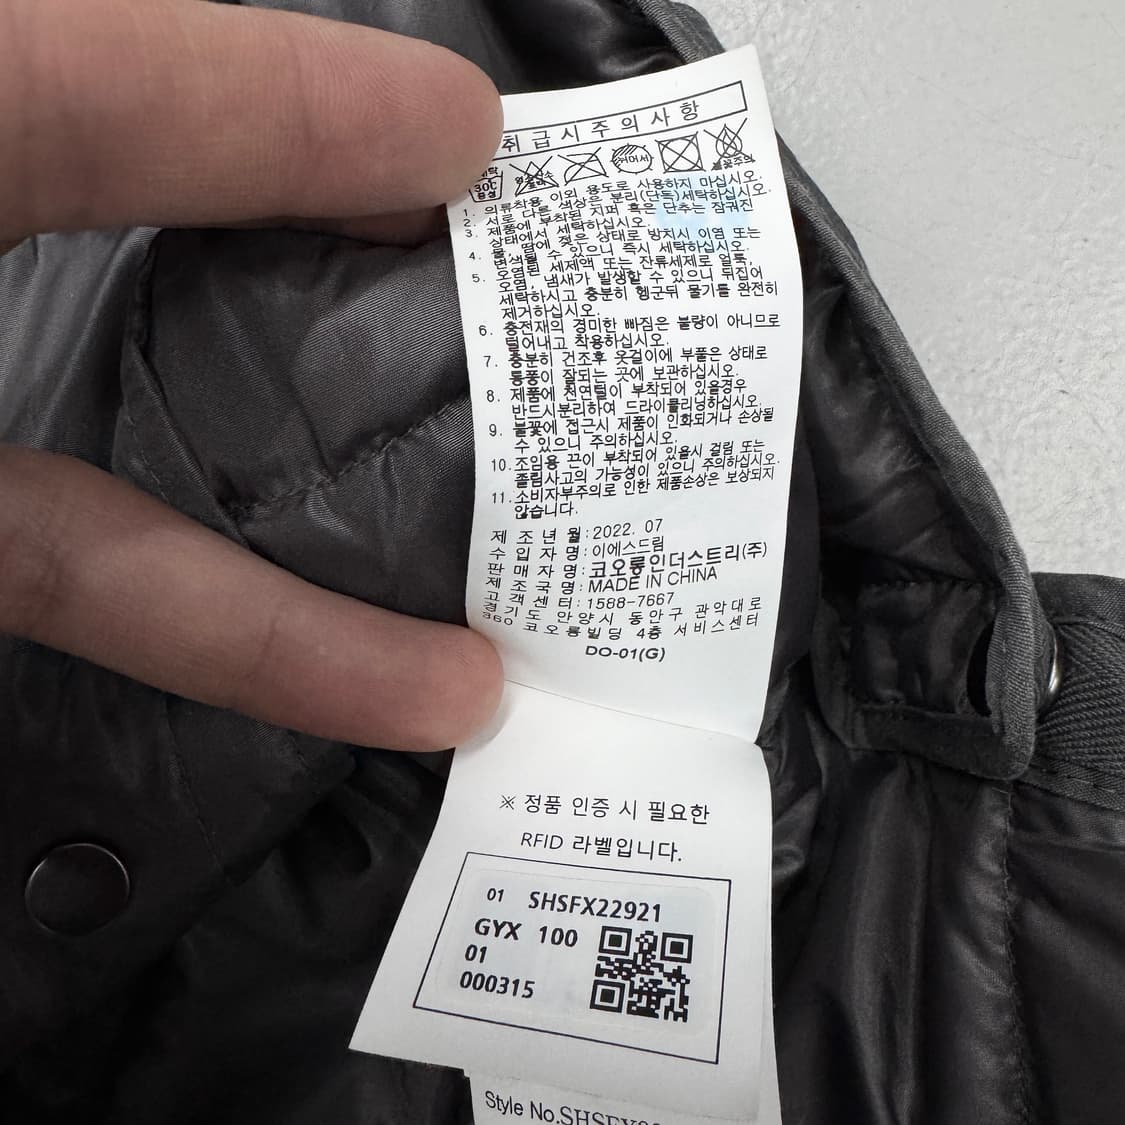 취급시주의사항
30℃
1. 의류착용 이외 용도로 사용하지 마십시오.
2. 서로 다른 색상은 분리(단독)세탁하십시오.
3. 제품에 부착된 지퍼 혹은 단추는 잠궈진
상태에서 세탁하십시오.
4. 물, 땀에 젖은 상태로 방치시 이염 또는
변색될 수 있으니 즉시 세탁하십시오.
5. 오염된 세제액 또는 잔류세제로 얼룩,
오염, 냄새가 발생할 수 있으니 뒤집어
세탁하시고 충분히 헹군뒤 물기를 완전히
제거하십시오.
6. 충전재의 경미한 빠짐은 불량이 아니므로
털어내고 착용하십시오.
7. 충분히 건조후 옷걸이에 부풀은 상태로
통풍이 잘되는 곳에 보관하십시오.
8. 제품에 천연털이 부착되어 있을경우
반드시분리하여 드라이클리닝하십시오.
9. 불꽃에 접근시 제품이 인화되거나 손상될
수 있으니 주의하십시오.
10. 조임용 끈이 부착되어 있을시 걸림 또는
졸림사고의 가능성이 있으니 주의하십시오.
11. 소비자부주의로 인한 제품손상은 보상되지
않습니다.
제조년월:2022. 07
수입자명:이에스드림
판매자명:코오롱인더스트리(주)
제조국명:MADE IN CHINA
고객센터:1588-7667
경기도 안양시 동안구 관악대로
360 코오롱빌딩 4층 서비스센터
DO-01(G)
※ 정품 인증 시 필요한
RFID 라벨입니다.
01 SHSFX22921
GYX 100
01
000315
Style No.